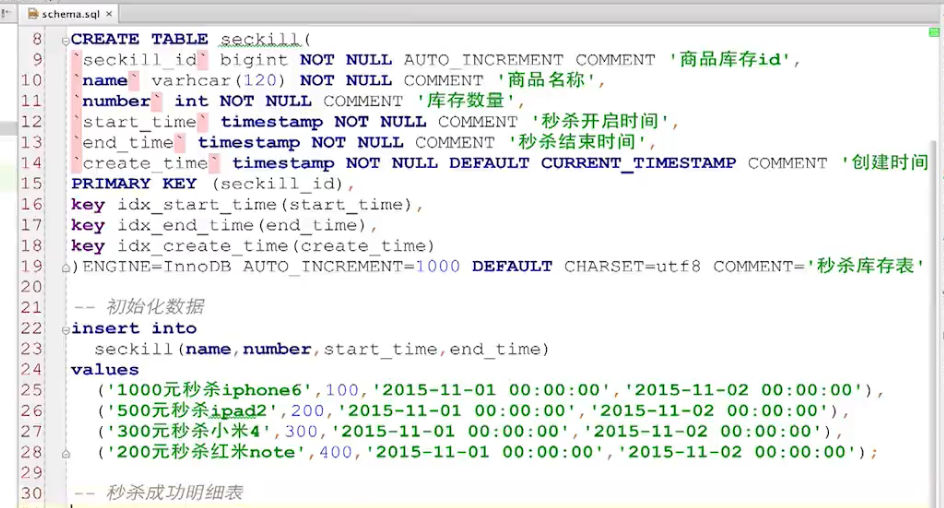 schema.sql ×
8 CREATE TABLE seckill(
9 `seckill_id` bigint NOT NULL AUTO_INCREMENT COMMENT '商品库存id',
10 `name` varhcar(120) NOT NULL COMMENT '商品名称',
11 `number` int NOT NULL COMMENT '库存数量',
12 `start_time` timestamp NOT NULL COMMENT '秒杀开启时间',
13 `end_time` timestamp NOT NULL COMMENT '秒杀结束时间',
14 `create_time` timestamp NOT NULL DEFAULT CURRENT_TIMESTAMP COMMENT '创建时间
15 PRIMARY KEY (seckill_id),
16 key idx_start_time(start_time),
17 key idx_end_time(end_time),
18 key idx_create_time(create_time)
19 )ENGINE=InnoDB AUTO_INCREMENT=1000 DEFAULT CHARSET=utf8 COMMENT='秒杀库存表'
20
21 -- 初始化数据
22 insert into
23 seckill(name,number,start_time,end_time)
24 values
25 ('1000元秒杀iphone6',100,'2015-11-01 00:00:00','2015-11-02 00:00:00'),
26 ('500元秒杀ipad2',200,'2015-11-01 00:00:00','2015-11-02 00:00:00'),
27 ('300元秒杀小米4',300,'2015-11-01 00:00:00','2015-11-02 00:00:00'),
28 ('200元秒杀红米note',400,'2015-11-01 00:00:00','2015-11-02 00:00:00');
29
30 -- 秒杀成功明细表